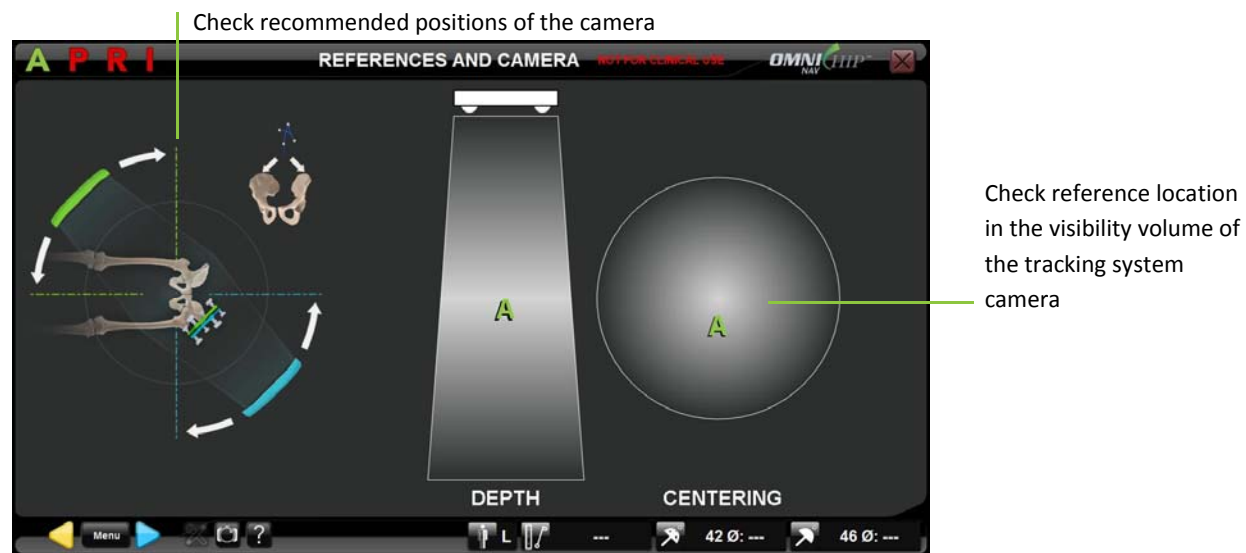 Check recommended positions of the camera
A P R I
REFERENCES AND CAMERA
NOT FOR CLINICAL USE
OMNI HIP™
NAV
Check reference location
in the visibility volume of
the tracking system
camera
A
A
DEPTH
CENTERING
Menu
?
L
---
42 Ø: ---
46 Ø: ---